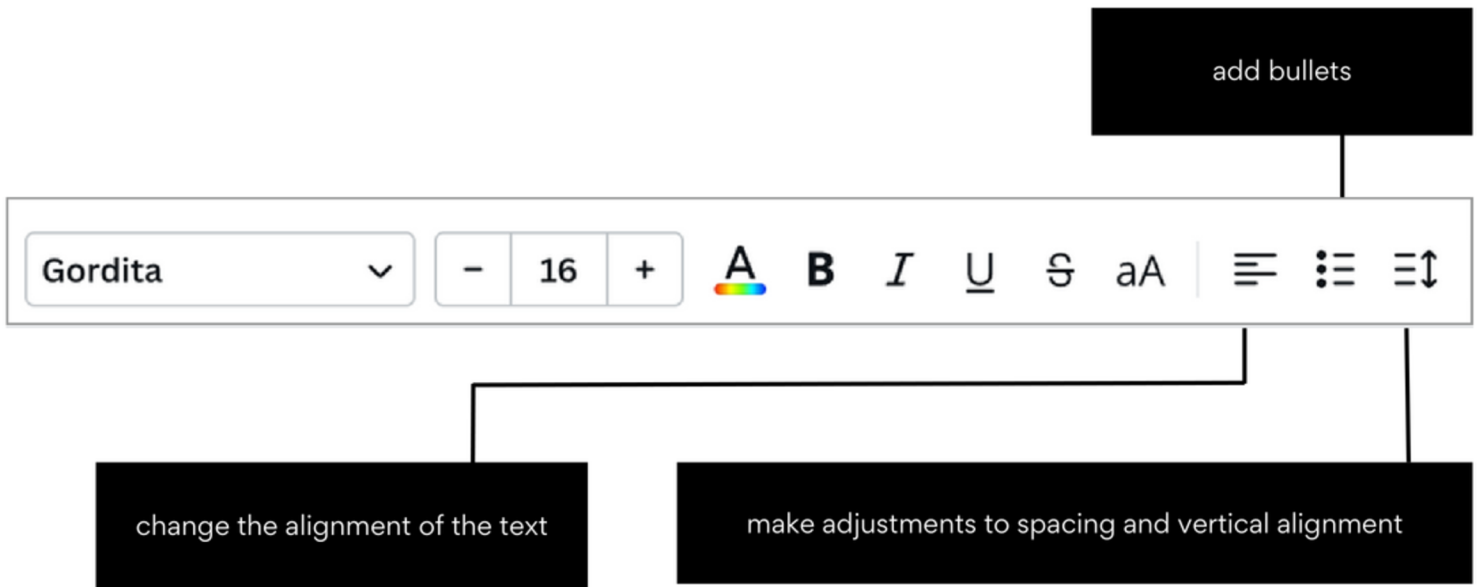 add bullets
Gordita − 16 + A B I U S aA
change the alignment of the text
make adjustments to spacing and vertical alignment